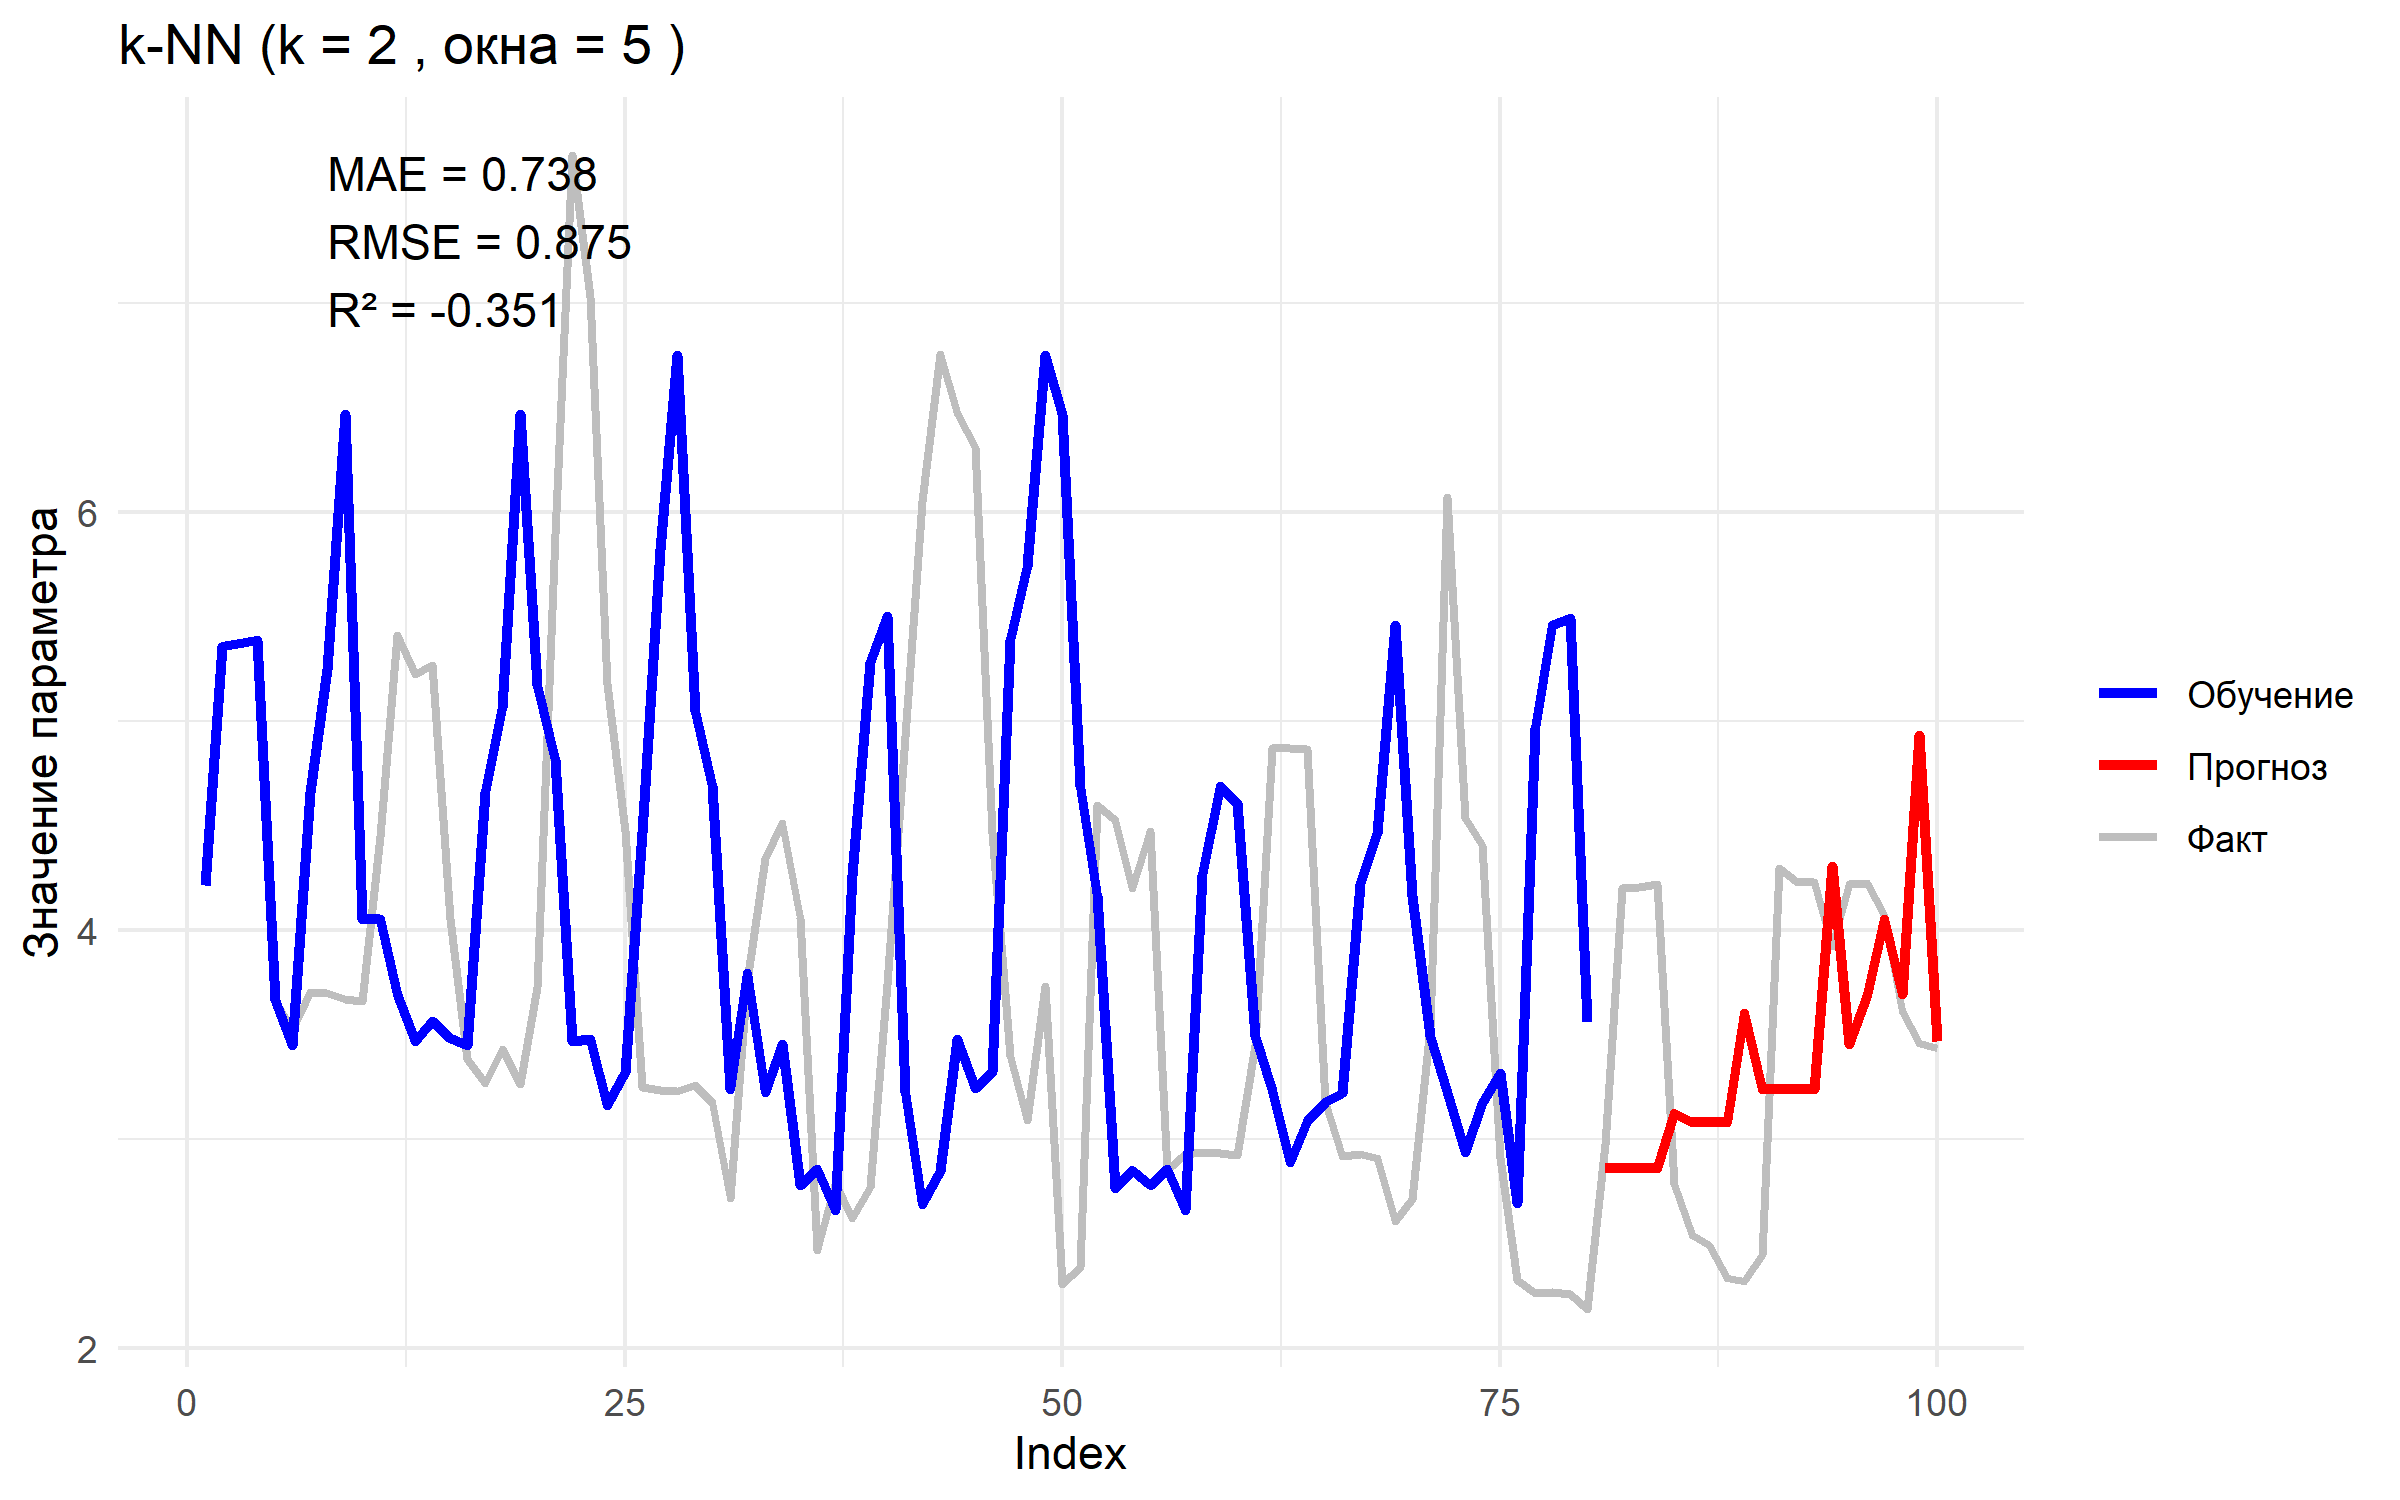 k-NN (k = 2 , окна = 5 )
MAE = 0.738
RMSE = 0.875
R² = -0.351
Значение параметра
6
4
2
0
25
50
75
100
Index
Обучение
Прогноз
Факт